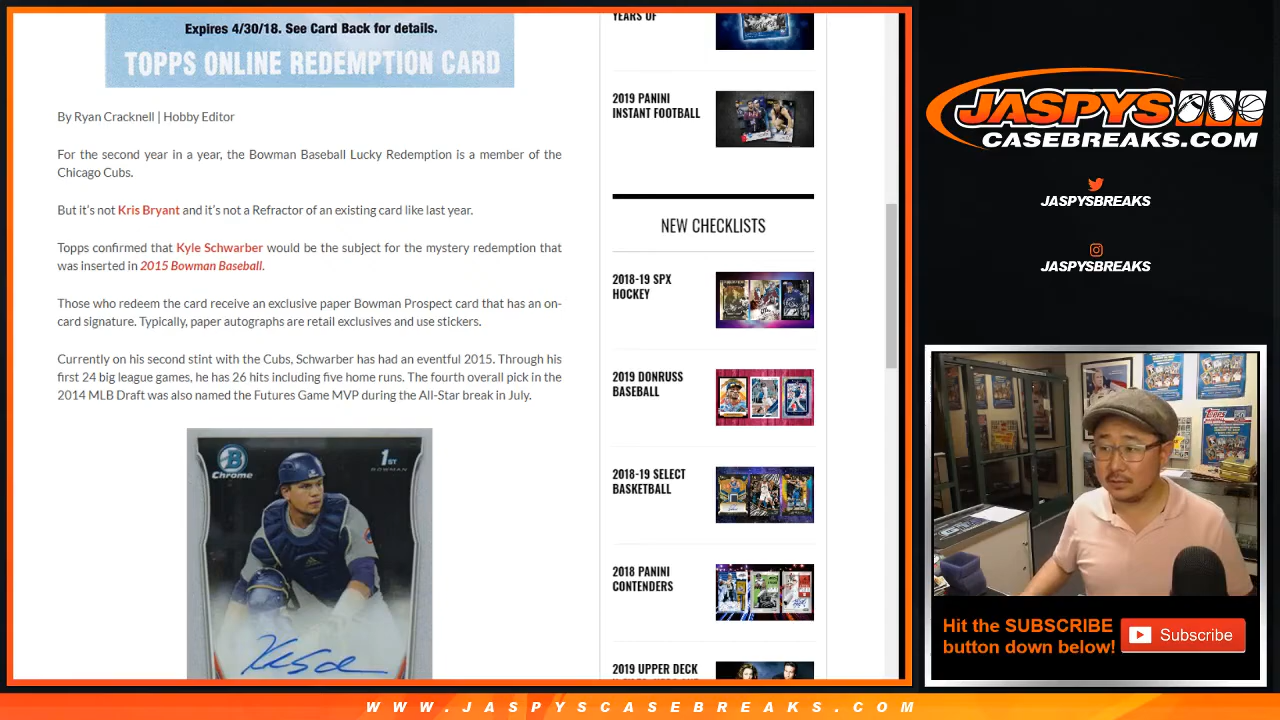 Expires 4/30/18. See Card Back for details.
TOPPS ONLINE REDEMPTION CARD
By Ryan Cracknell | Hobby Editor
For the second year in a year, the Bowman Baseball Lucky Redemption is a member of the
Chicago Cubs.
But it's not Kris Bryant and it's not a Refractor of an existing card like last year.
Topps confirmed that Kyle Schwarber would be the subject for the mystery redemption that
was inserted in 2015 Bowman Baseball.
Those who redeem the card receive an exclusive paper Bowman Prospect card that has an on-
card signature. Typically, paper autographs are retail exclusives and use stickers.
Currently on his second stint with the Cubs, Schwarber has had an eventful 2015. Through his
first 24 big league games, he has 26 hits including five home runs. The fourth overall pick in the
2014 MLB Draft was also named the Futures Game MVP during the All-Star break in July.
B
Chrome
1ST
BOWMAN
YEARS OF
2019 PANINI
INSTANT FOOTBALL
NEW CHECKLISTS
2018-19 SPX
HOCKEY
2019 DONRUSS
BASEBALL
2018-19 SELECT
BASKETBALL
2018 PANINI
CONTENDERS
2019 UPPER DECK
JASPYS
CASEBREAKS.COM
JASPYSBREAKS
JASPYSBREAKS
Topps
Hit the SUBSCRIBE
button down below!
Subscribe
WWW.JASPYSCASEBREAKS.COM